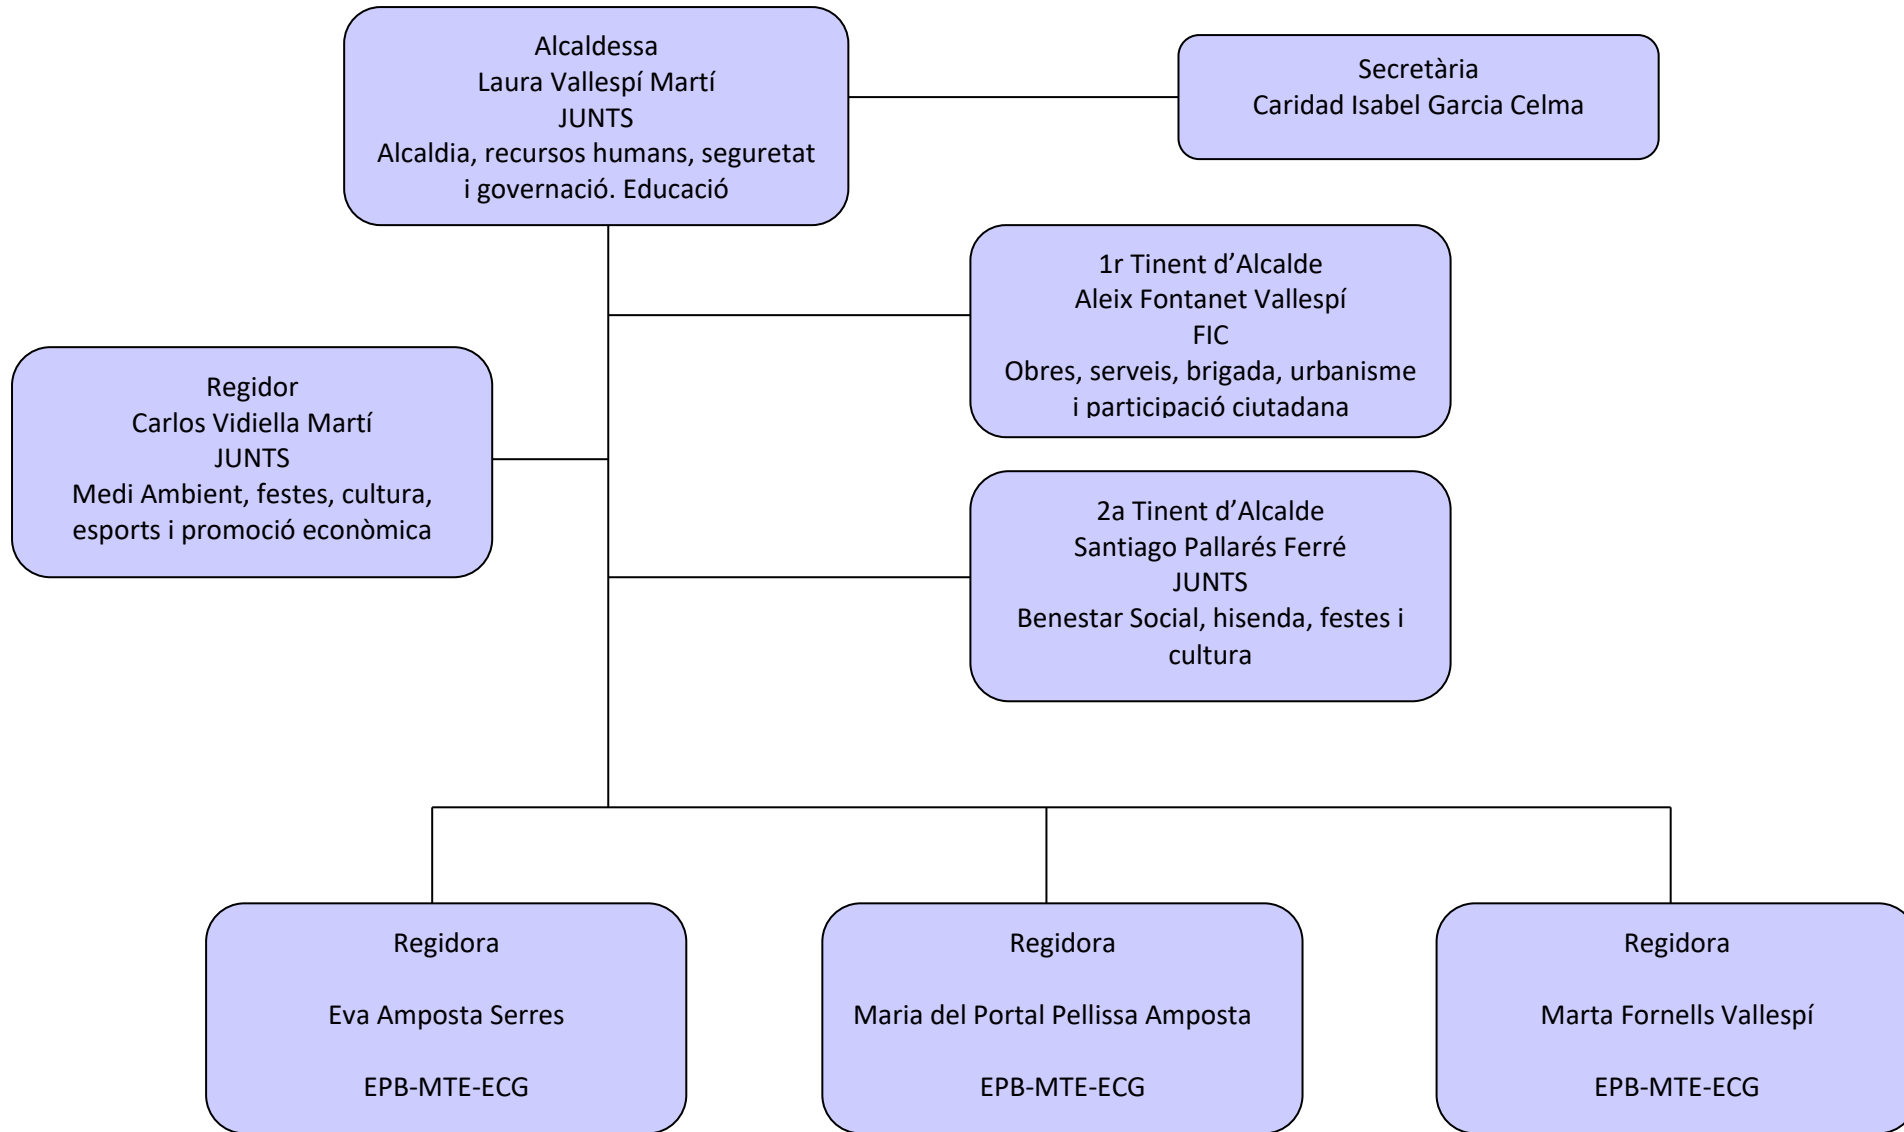 Alcaldessa
Laura Vallespí Martí
JUNTS
Alcaldia, recursos humans, seguretat
i governació. Educació
Secretària
Caridad Isabel Garcia Celma
1r Tinent d’Alcalde
Aleix Fontanet Vallespí
FIC
Obres, serveis, brigada, urbanisme
i participació ciutadana
Regidor
Carlos Vidiella Martí
JUNTS
Medi Ambient, festes, cultura,
esports i promoció econòmica
2a Tinent d’Alcalde
Santiago Pallarés Ferré
JUNTS
Benestar Social, hisenda, festes i
cultura
Regidora
Eva Amposta Serres
EPB-MTE-ECG
Regidora
Maria del Portal Pellissa Amposta
EPB-MTE-ECG
Regidora
Marta Fornells Vallespí
EPB-MTE-ECG